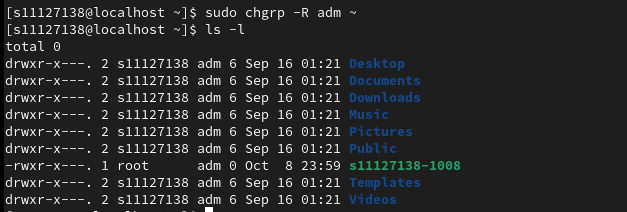 [s11127138@localhost ~]$ sudo chgrp -R adm ~
[s11127138@localhost ~]$ ls -l
total 0
drwxr-x---. 2 s11127138 adm 6 Sep 16 01:21 Desktop
drwxr-x---. 2 s11127138 adm 6 Sep 16 01:21 Documents
drwxr-x---. 2 s11127138 adm 6 Sep 16 01:21 Downloads
drwxr-x---. 2 s11127138 adm 6 Sep 16 01:21 Music
drwxr-x---. 2 s11127138 adm 6 Sep 16 01:21 Pictures
drwxr-x---. 2 s11127138 adm 6 Sep 16 01:21 Public
-rwxr-x---. 1 root      adm 0 Oct  8 23:59 s11127138-1008
drwxr-x---. 2 s11127138 adm 6 Sep 16 01:21 Templates
drwxr-x---. 2 s11127138 adm 6 Sep 16 01:21 Videos